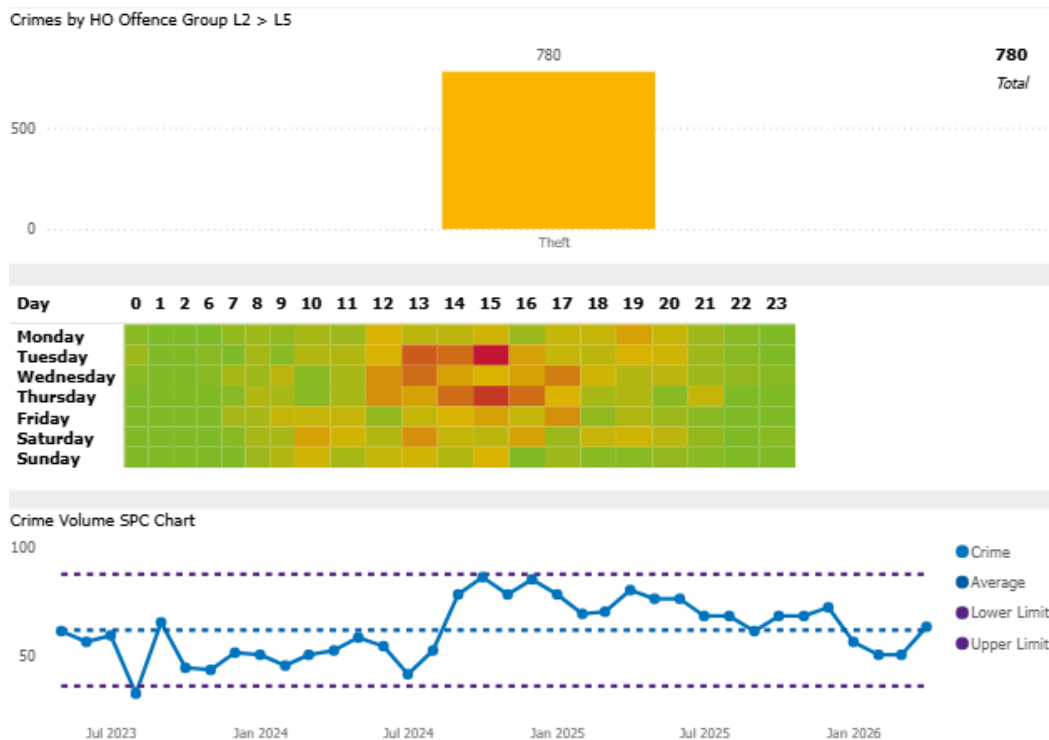 Crimes by HO Offence Group L2 > L5
780
780
Total
500
0
Theft
Day 0 1 2 6 7 8 9 10 11 12 13 14 15 16 17 18 19 20 21 22 23
Monday
Tuesday
Wednesday
Thursday
Friday
Saturday
Sunday
Crime Volume SPC Chart
100
Crime
Average
Lower Limit
50
Upper Limit
Jul 2023 Jan 2024 Jul 2024 Jan 2025 Jul 2025 Jan 2026